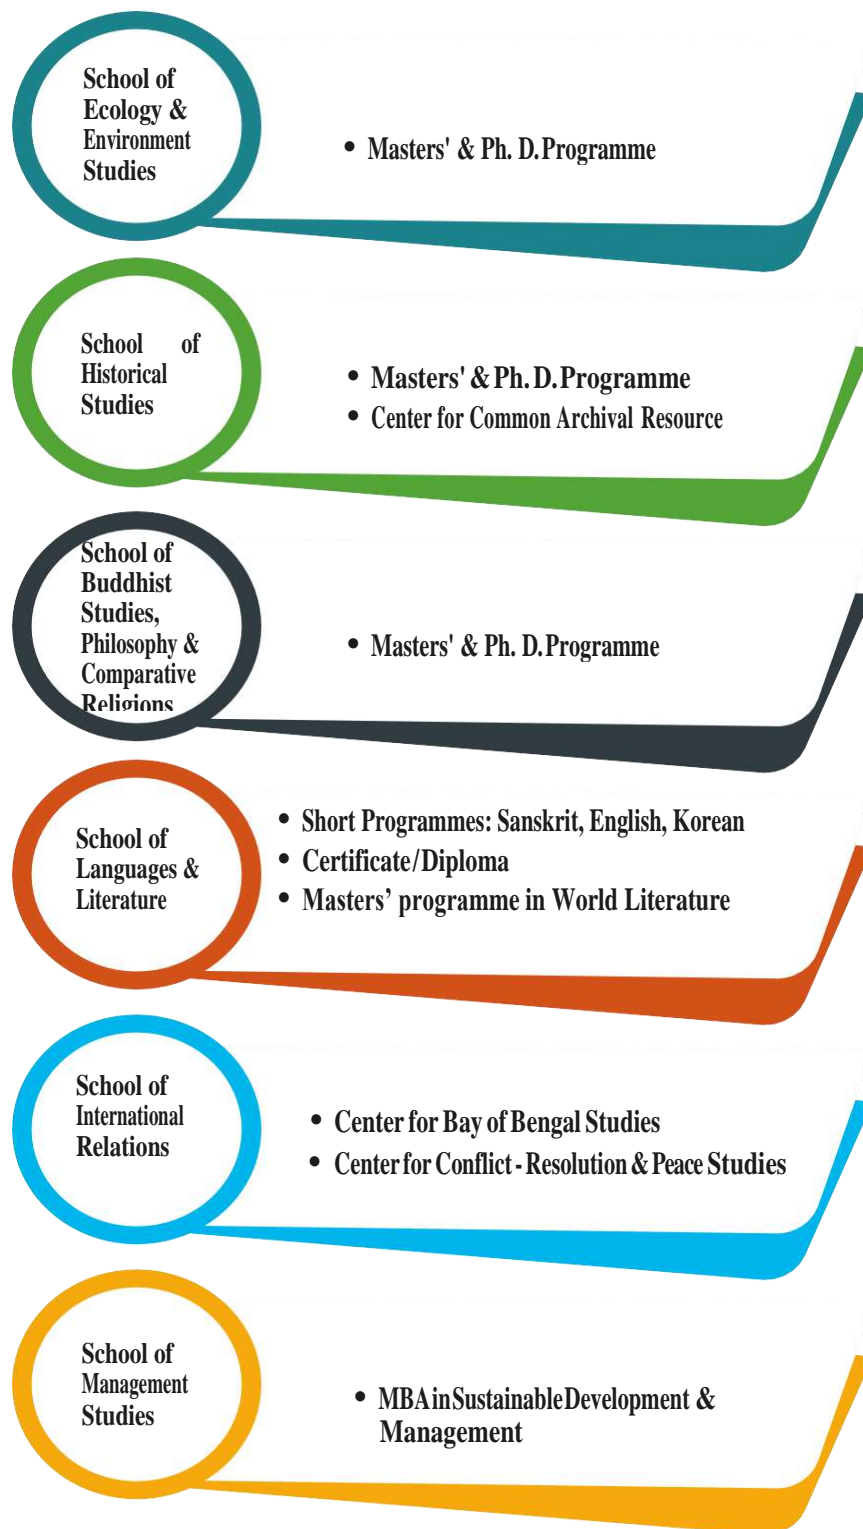 School of
Ecology &
Environment
Studies
• Masters' & Ph. D. Programme
School of
Historical
Studies
• Masters' & Ph. D. Programme
• Center for Common Archival Resource
School of
Buddhist
Studies,
Philosophy &
Comparative
Religions
• Masters' & Ph. D. Programme
School of
Languages &
Literature
• Short Programmes: Sanskrit, English, Korean
• Certificate/Diploma
• Masters’ programme in World Literature
School of
International
Relations
• Center for Bay of Bengal Studies
• Center for Conflict - Resolution & Peace Studies
School of
Management
Studies
• MBA in Sustainable Development &
Management